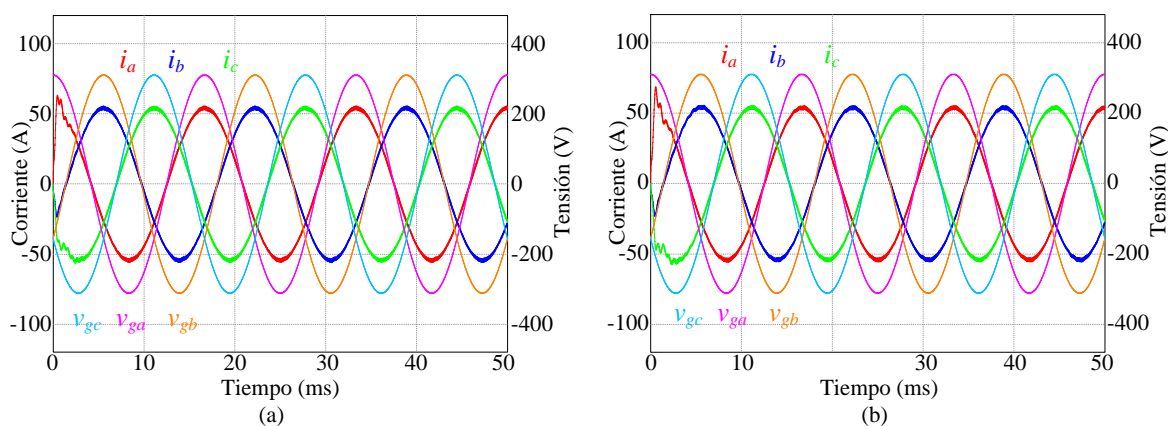 100
50
0
-50
-100
Corriente (A)
i_a i_b i_c
v_gc v_ga v_gb
400
200
0
-200
-400
Tensión (V)
0 10 20 30 40 50
Tiempo (ms)
(a)
100
50
0
-50
-100
Corriente (A)
i_a i_b i_c
v_gc v_ga v_gb
400
200
0
-200
-400
Tensión (V)
0 10 30 40 50
Tiempo (ms)
(b)